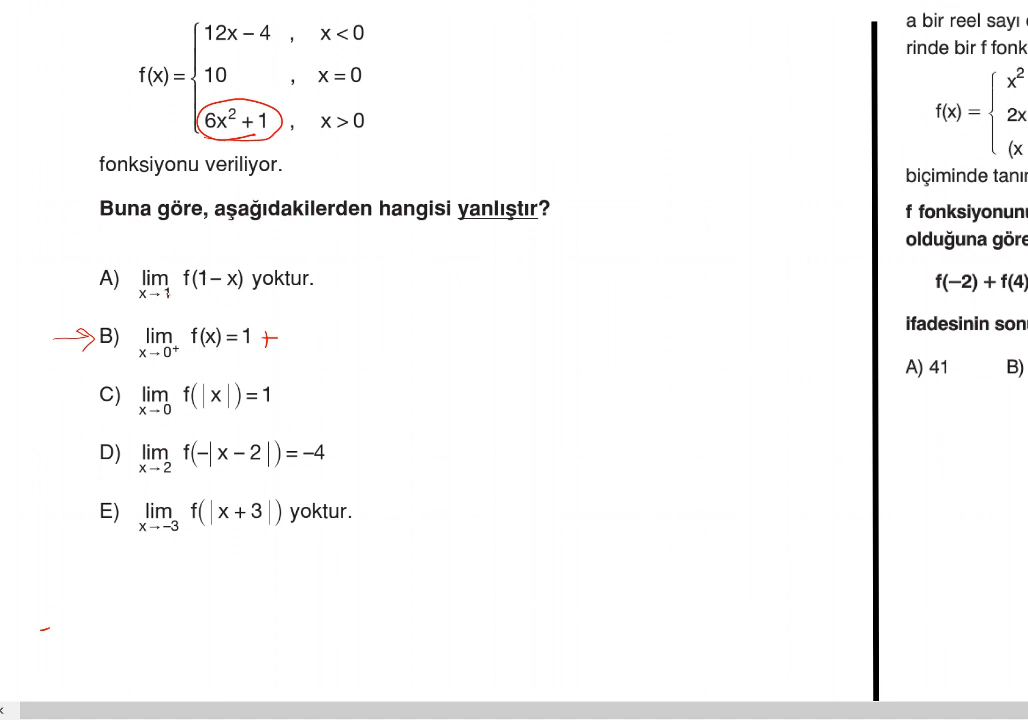 f(x) = { 12x – 4 , x < 0
10 , x = 0
6x² + 1 , x > 0
fonksiyonu veriliyor.
Buna göre, aşağıdakilerden hangisi yanlıştır?
A) lim x→1 f(1 – x) yoktur.
B) lim x→0⁺ f(x) = 1 +
C) lim x→0 f(|x|) = 1
D) lim x→2 f(–|x – 2|) = –4
E) lim x→–3 f(|x + 3|) yoktur.
a bir reel sayı
rinde bir f fonk
f(x) = { x²
2x
(x
biçiminde tanı
f fonksiyonun
olduğuna göre
f(–2) + f(4)
ifadesinin son
A) 41 B)